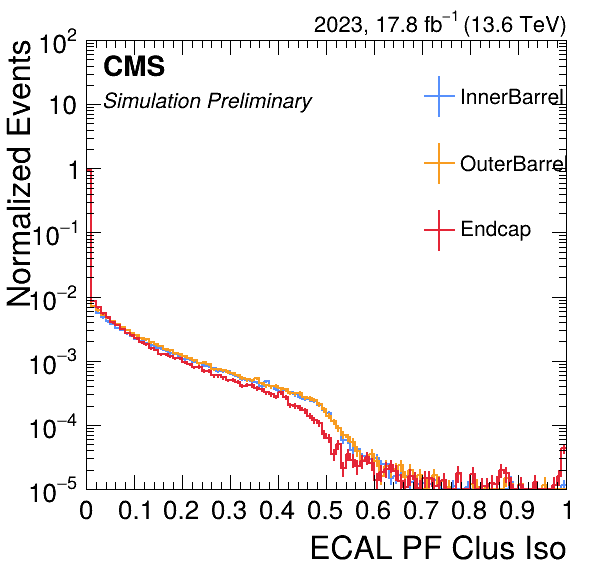 2023, 17.8 fb⁻¹ (13.6 TeV)
CMS
Simulation Preliminary
InnerBarrel
OuterBarrel
Endcap
Normalized Events
10²
10
1
10⁻¹
10⁻²
10⁻³
10⁻⁴
10⁻⁵
0 0.1 0.2 0.3 0.4 0.5 0.6 0.7 0.8 0.9 1
ECAL PF Clus Iso